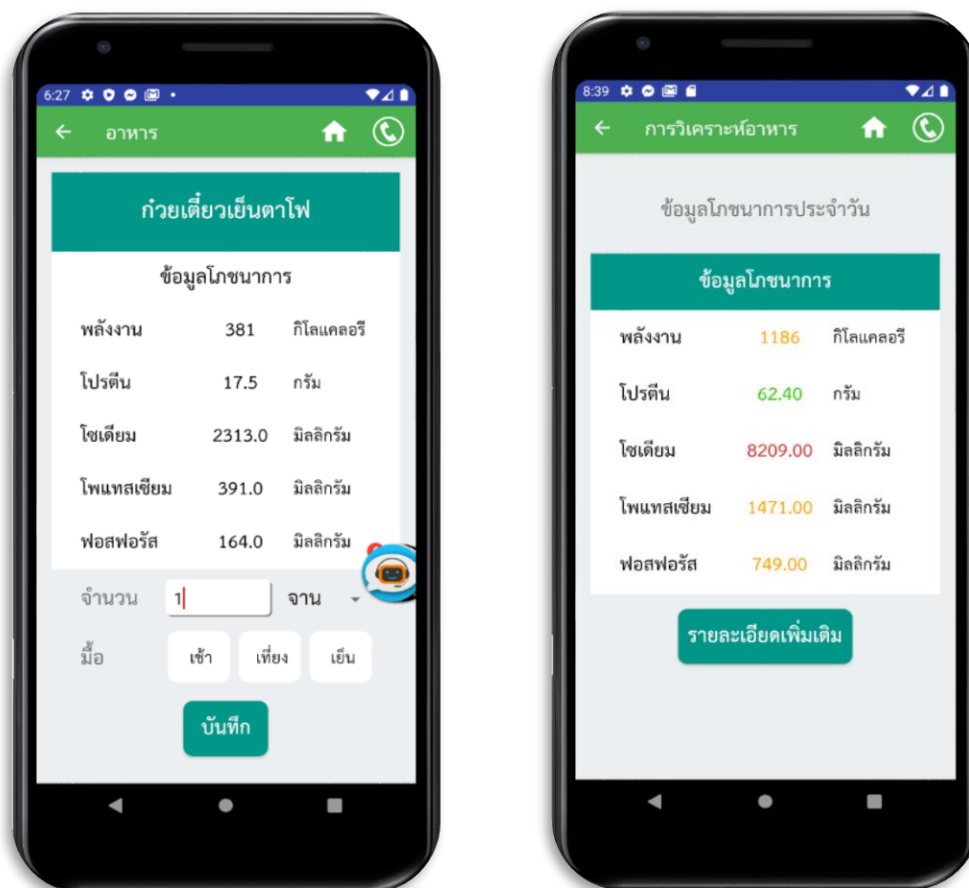 6:27
อาหาร
ก๋วยเตี๋ยวเย็นตาโฟ
ข้อมูลโภชนาการ
พลังงาน 381 กิโลแคลอรี
โปรตีน 17.5 กรัม
โซเดียม 2313.0 มิลลิกรัม
โพแทสเซียม 391.0 มิลลิกรัม
ฟอสฟอรัส 164.0 มิลลิกรัม
จำนวน 1 จาน
มื้อ เช้า เที่ยง เย็น
บันทึก
8:39
การวิเคราะห์อาหาร
ข้อมูลโภชนาการประจำวัน
ข้อมูลโภชนาการ
พลังงาน 1186 กิโลแคลอรี
โปรตีน 62.40 กรัม
โซเดียม 8209.00 มิลลิกรัม
โพแทสเซียม 1471.00 มิลลิกรัม
ฟอสฟอรัส 749.00 มิลลิกรัม
รายละเอียดเพิ่มเติม